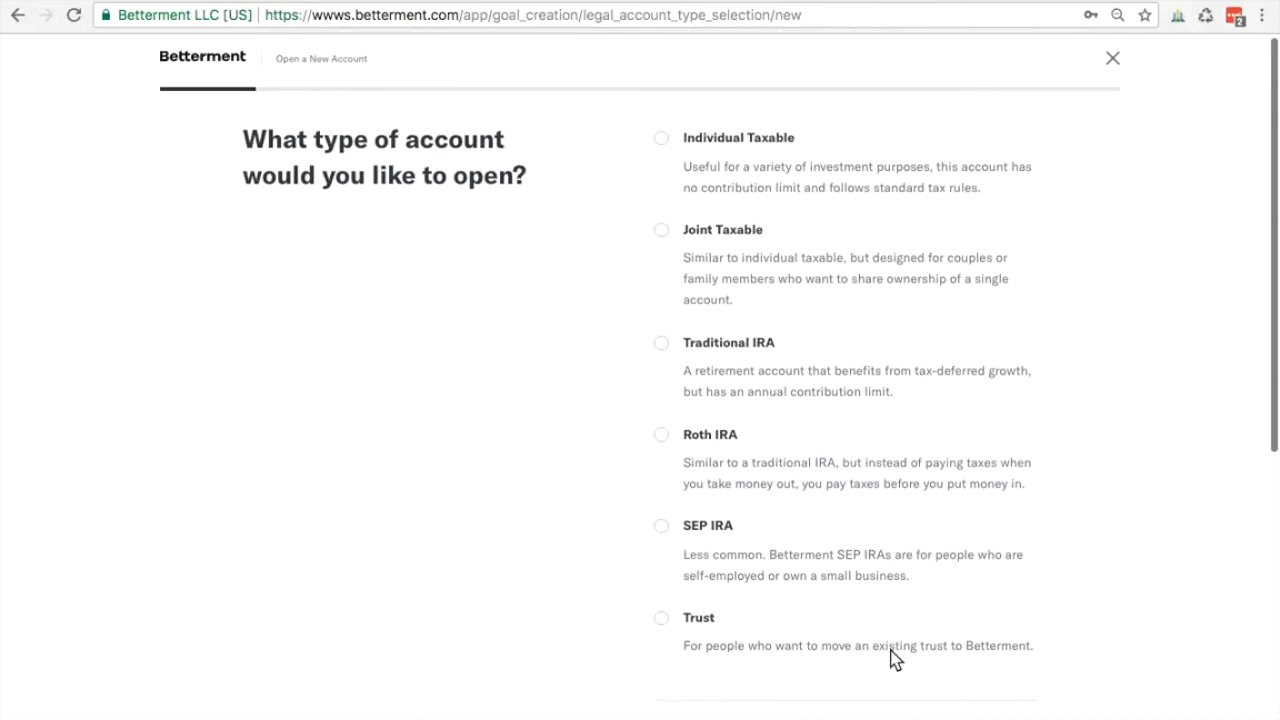 Betterment LLC [US] https://wwws.betterment.com/app/goal_creation/legal_account_type_selection/new
2
Betterment Open a New Account
What type of account
would you like to open?
Individual Taxable
Useful for a variety of investment purposes, this account has
no contribution limit and follows standard tax rules.
Joint Taxable
Similar to individual taxable, but designed for couples or
family members who want to share ownership of a single
account.
Traditional IRA
A retirement account that benefits from tax-deferred growth,
but has an annual contribution limit.
Roth IRA
Similar to a traditional IRA, but instead of paying taxes when
you take money out, you pay taxes before you put money in.
SEP IRA
Less common. Betterment SEP IRAs are for people who are
self-employed or own a small business.
Trust
For people who want to move an existing trust to Betterment.